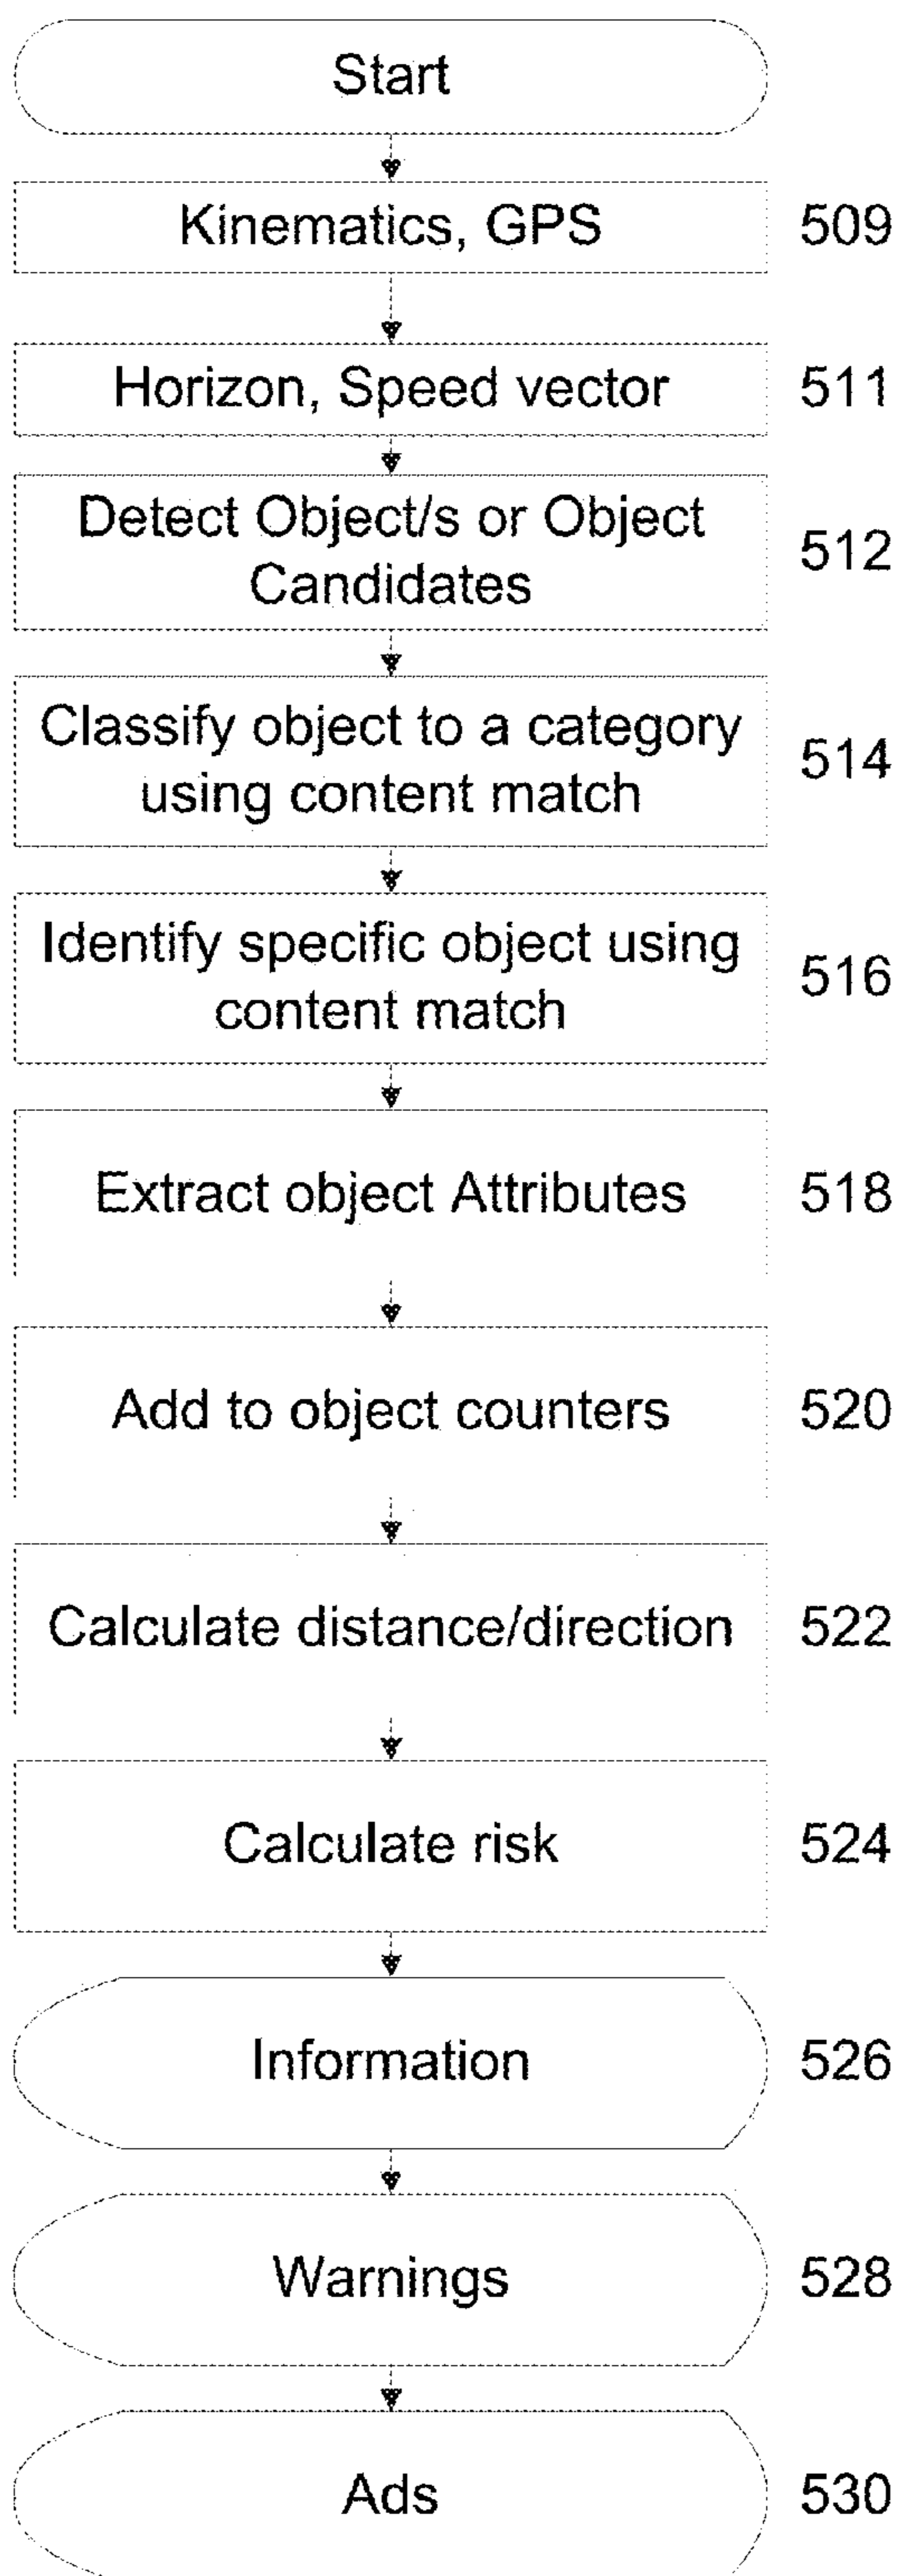 Start
Kinematics, GPS 509
Horizon, Speed vector 511
Detect Object/s or Object
Candidates
512
Classify object to a category
using content match
514
Identify specific object using
content match
516
Extract object Attributes 518
Add to object counters 520
Calculate distance/direction 522
Calculate risk 524
Information 526
Warnings 528
Ads 530